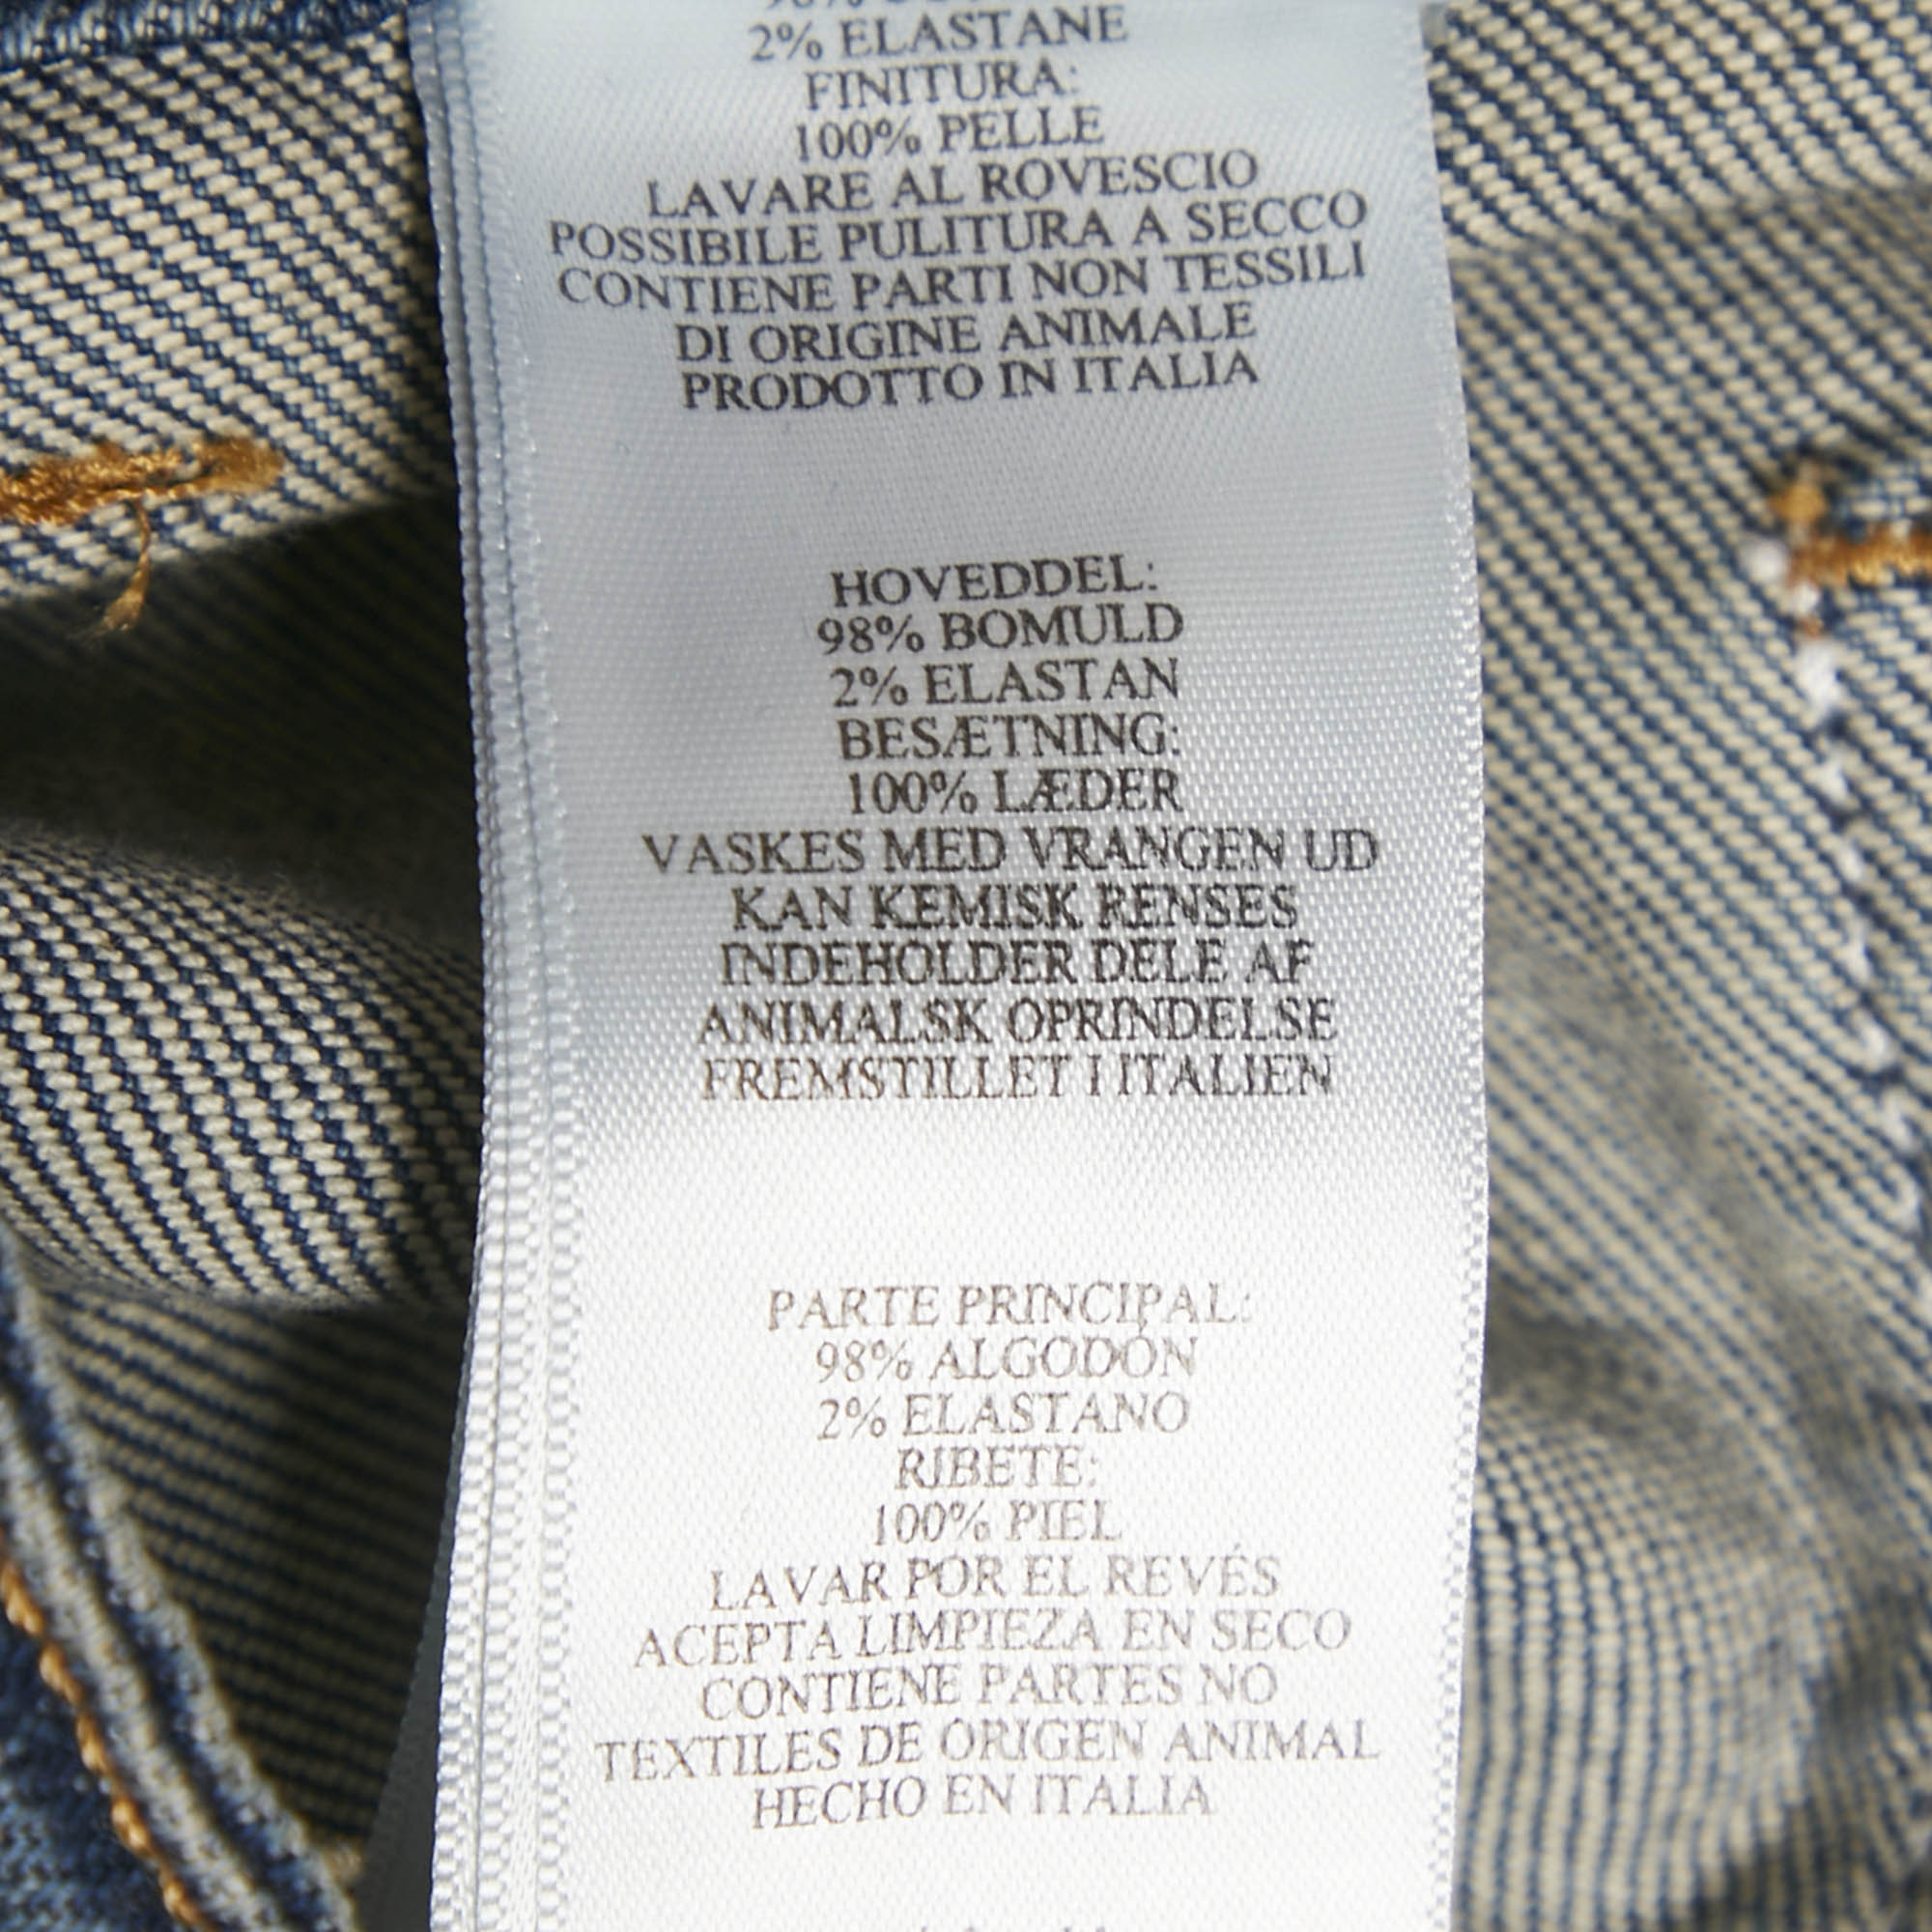 2% ELASTANE
FINITURA:
100% PELLE
LAVARE AL ROVESCIO
POSSIBILE PULITURA A SECCO
CONTIENE PARTI NON TESSILI
DI ORIGINE ANIMALE
PRODOTTO IN ITALIA
HOVEDDEL:
98% BOMULD
2% ELASTAN
BESÆTNING:
100% LÆDER
VASKES MED VRANGEN UD
KAN KEMISK RENSES
INDEHOLDER DELE AF
ANIMALSK OPRINDELSE
FREMSTILLET I ITALIEN
PARTE PRINCIPAL:
98% ALGODÓN
2% ELASTANO
RIBETE:
100% PIEL
LAVAR POR EL REVÉS
ACEPTA LIMPIEZA EN SECO
CONTIENE PARTES NO
TEXTILES DE ORIGEN ANIMAL
HECHO EN ITALIA